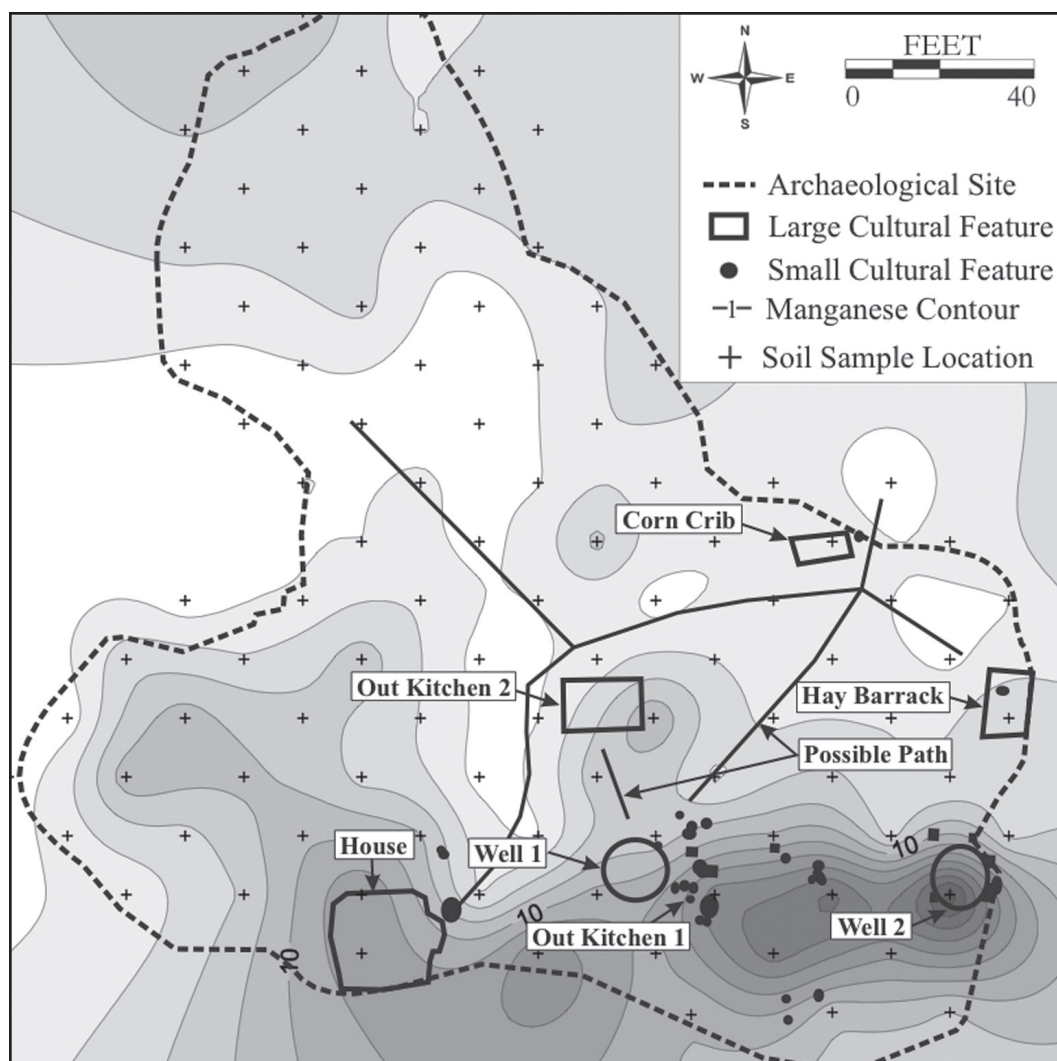 N
W E
S
FEET
0 40
Archaeological Site
Large Cultural Feature
Small Cultural Feature
-1- Manganese Contour
Soil Sample Location
Corn Crib
Out Kitchen 2
Hay Barrack
Possible Path
House
Well 1
10
10
Out Kitchen 1
Well 2
10